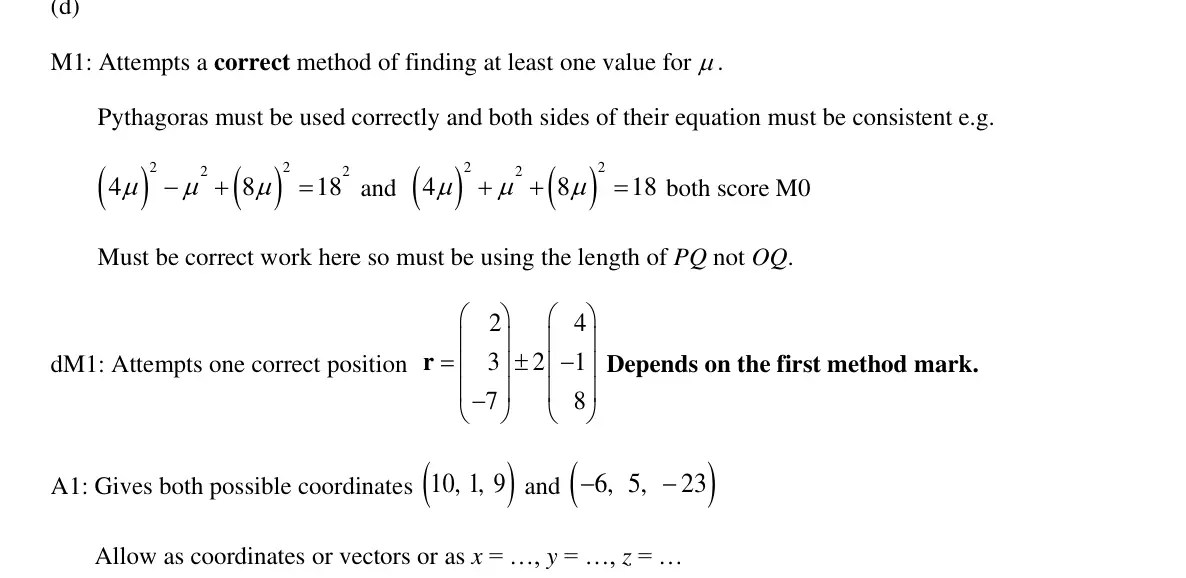 (d)
M1: Attempts a correct method of finding at least one value for μ.
Pythagoras must be used correctly and both sides of their equation must be consistent e.g.
(4μ)² − μ² + (8μ)² = 18² and (4μ)² + μ² + (8μ)² = 18 both score M0
Must be correct work here so must be using the length of PQ not OQ.
dM1: Attempts one correct position r = (2, 3, −7) ± 2 (4, −1, 8) Depends on the first method mark.
A1: Gives both possible coordinates (10, 1, 9) and (−6, 5, −23)
Allow as coordinates or vectors or as x = …, y = …, z = …